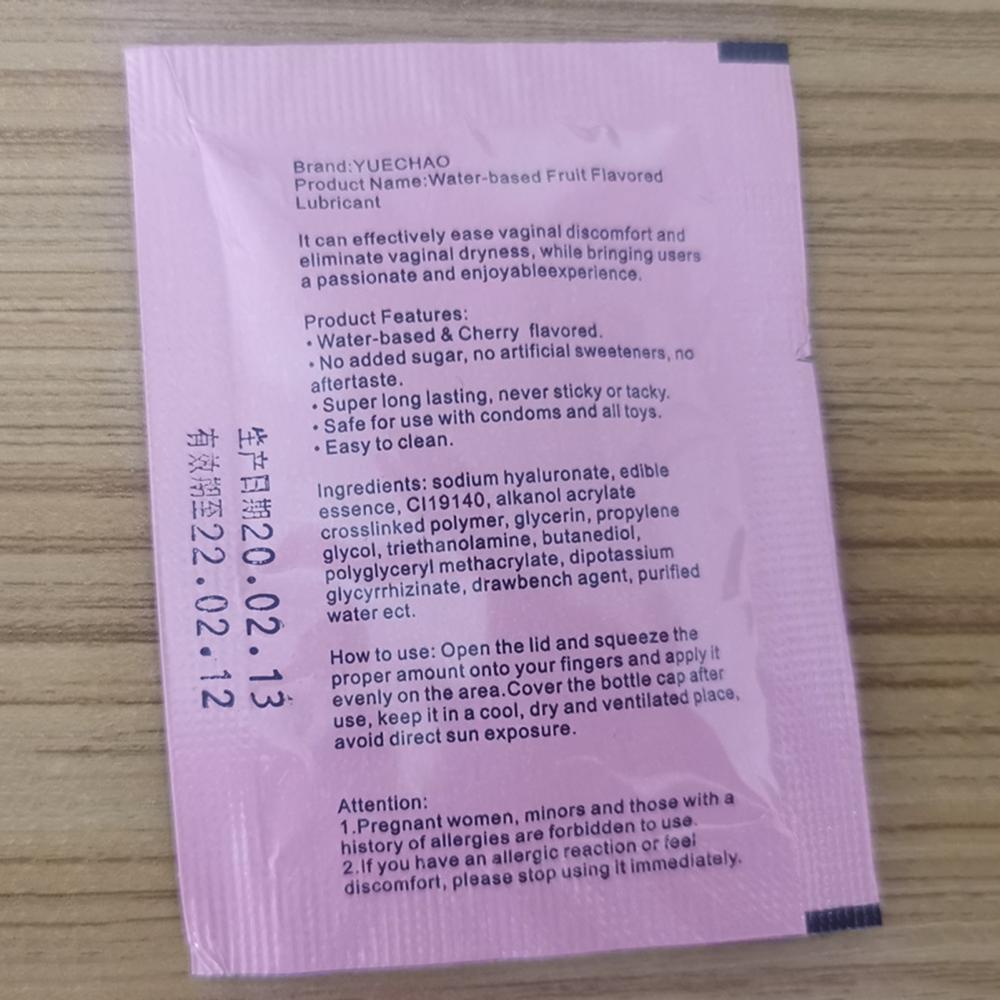 Brand:YUECHAO
Product Name:Water-based Fruit Flavored
Lubricant
It can effectively ease vaginal discomfort and
eliminate vaginal dryness, while bringing users
a passionate and enjoyableexperience.
Product Features:
• Water-based & Cherry flavored.
• No added sugar, no artificial sweeteners, no
aftertaste.
• Super long lasting, never sticky or tacky.
• Safe for use with condoms and all toys.
• Easy to clean.
Ingredients: sodium hyaluronate, edible
essence, CI19140, alkanol acrylate
crosslinked polymer, glycerin, propylene
glycol, triethanolamine, butanediol,
polyglyceryl methacrylate, dipotassium
glycyrrhizinate, drawbench agent, purified
water ect.
How to use: Open the lid and squeeze the
proper amount onto your fingers and apply it
evenly on the area.Cover the bottle cap after
use, keep it in a cool, dry and ventilated place,
avoid direct sun exposure.
Attention:
1.Pregnant women, minors and those with a
history of allergies are forbidden to use.
2.If you have an allergic reaction or feel
discomfort, please stop using it immediately.
生产日期20.02.13
有效期至22.02.12